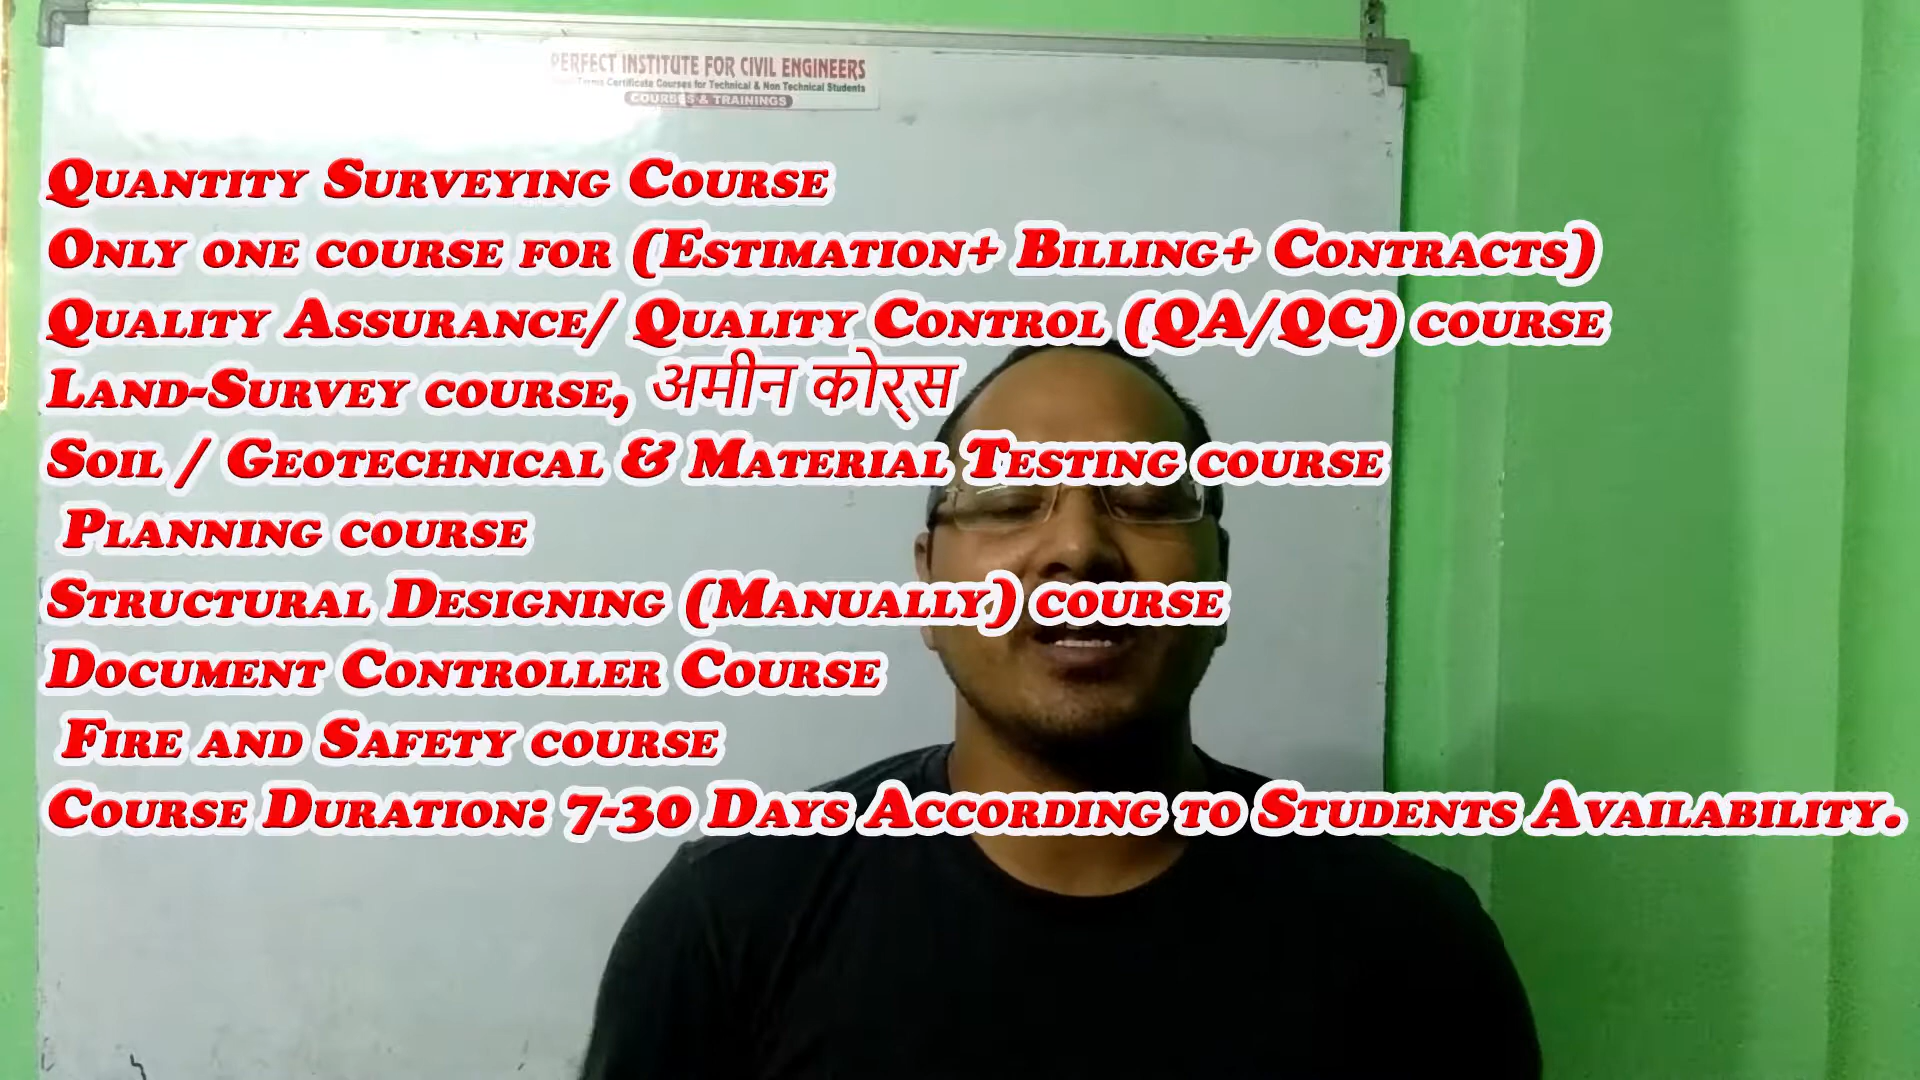 PERFECT INSTITUTE FOR CIVIL ENGINEERS
Terms Certificate Courses for Technical & Non Technical Students
COURSES & TRAININGS
Quantity Surveying Course
Only one course for (Estimation+ Billing+ Contracts)
Quality Assurance/ Quality Control (QA/QC) course
Land-Survey course, अमीन कोर्स
Soil / Geotechnical & Material Testing course
Planning course
Structural Designing (Manually) course
Document Controller Course
Fire and Safety course
Course Duration: 7-30 Days According to Students Availability.